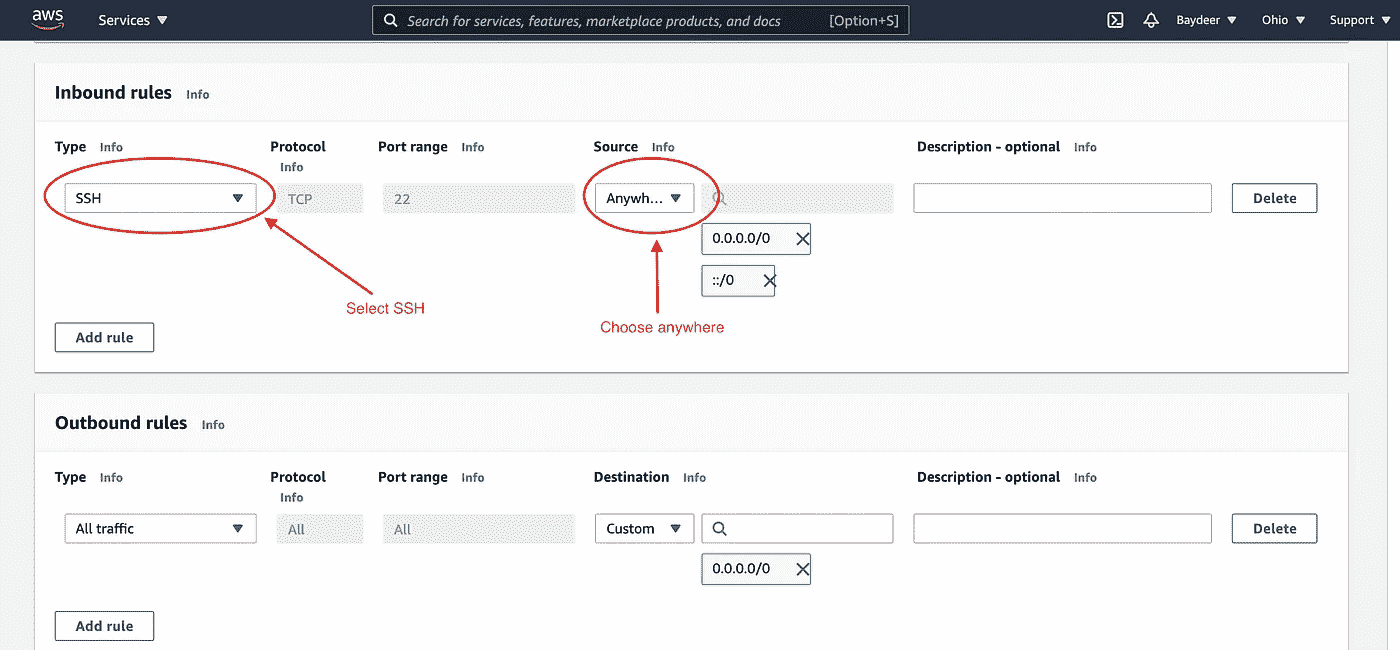 aws Services Search for services, features, marketplace products, and docs [Option+S] Baydeer Ohio Support
Inbound rules Info
Type Info Protocol Info Port range Info Source Info Description - optional Info
SSH TCP 22 Anywh... Delete
0.0.0.0/0
::/0
Select SSH
Choose anywhere
Add rule
Outbound rules Info
Type Info Protocol Info Port range Info Destination Info Description - optional Info
All traffic All All Custom Delete
0.0.0.0/0
Add rule